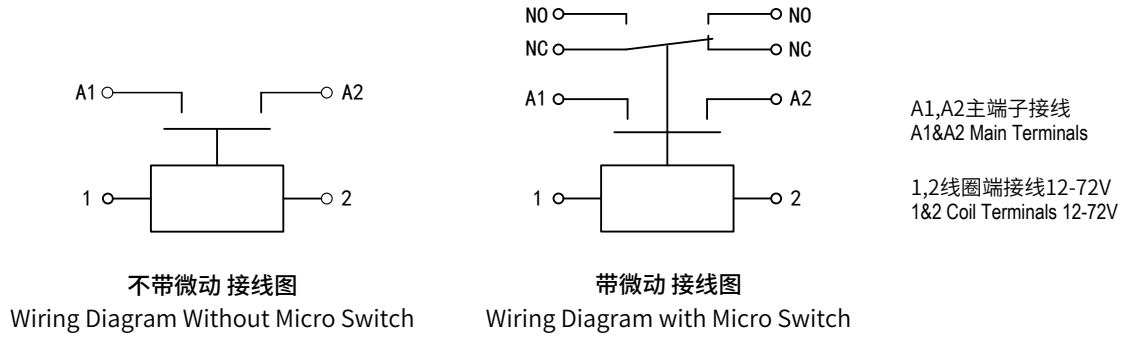 A1 A2
1 2
不带微动 接线图
Wiring Diagram Without Micro Switch
NO NO
NC NC
A1 A2
1 2
带微动 接线图
Wiring Diagram with Micro Switch
A1,A2主端子接线
A1&A2 Main Terminals
1,2线圈端接线12-72V
1&2 Coil Terminals 12-72V